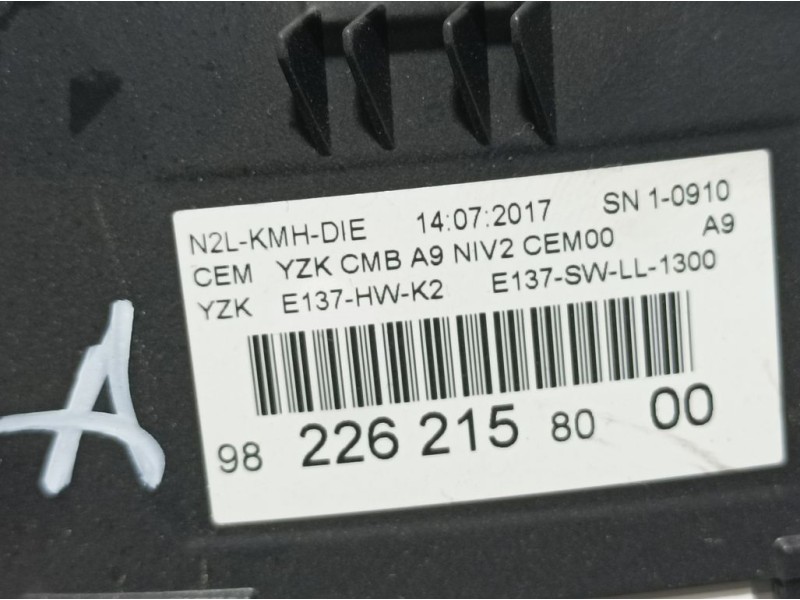 N2L-KMH-DIE 14:07:2017 SN 1-0910
CEM YZK CMB A9 NIV2 CEM00 A9
YZK E137-HW-K2 E137-SW-LL-1300
98 226 215 80 00
A